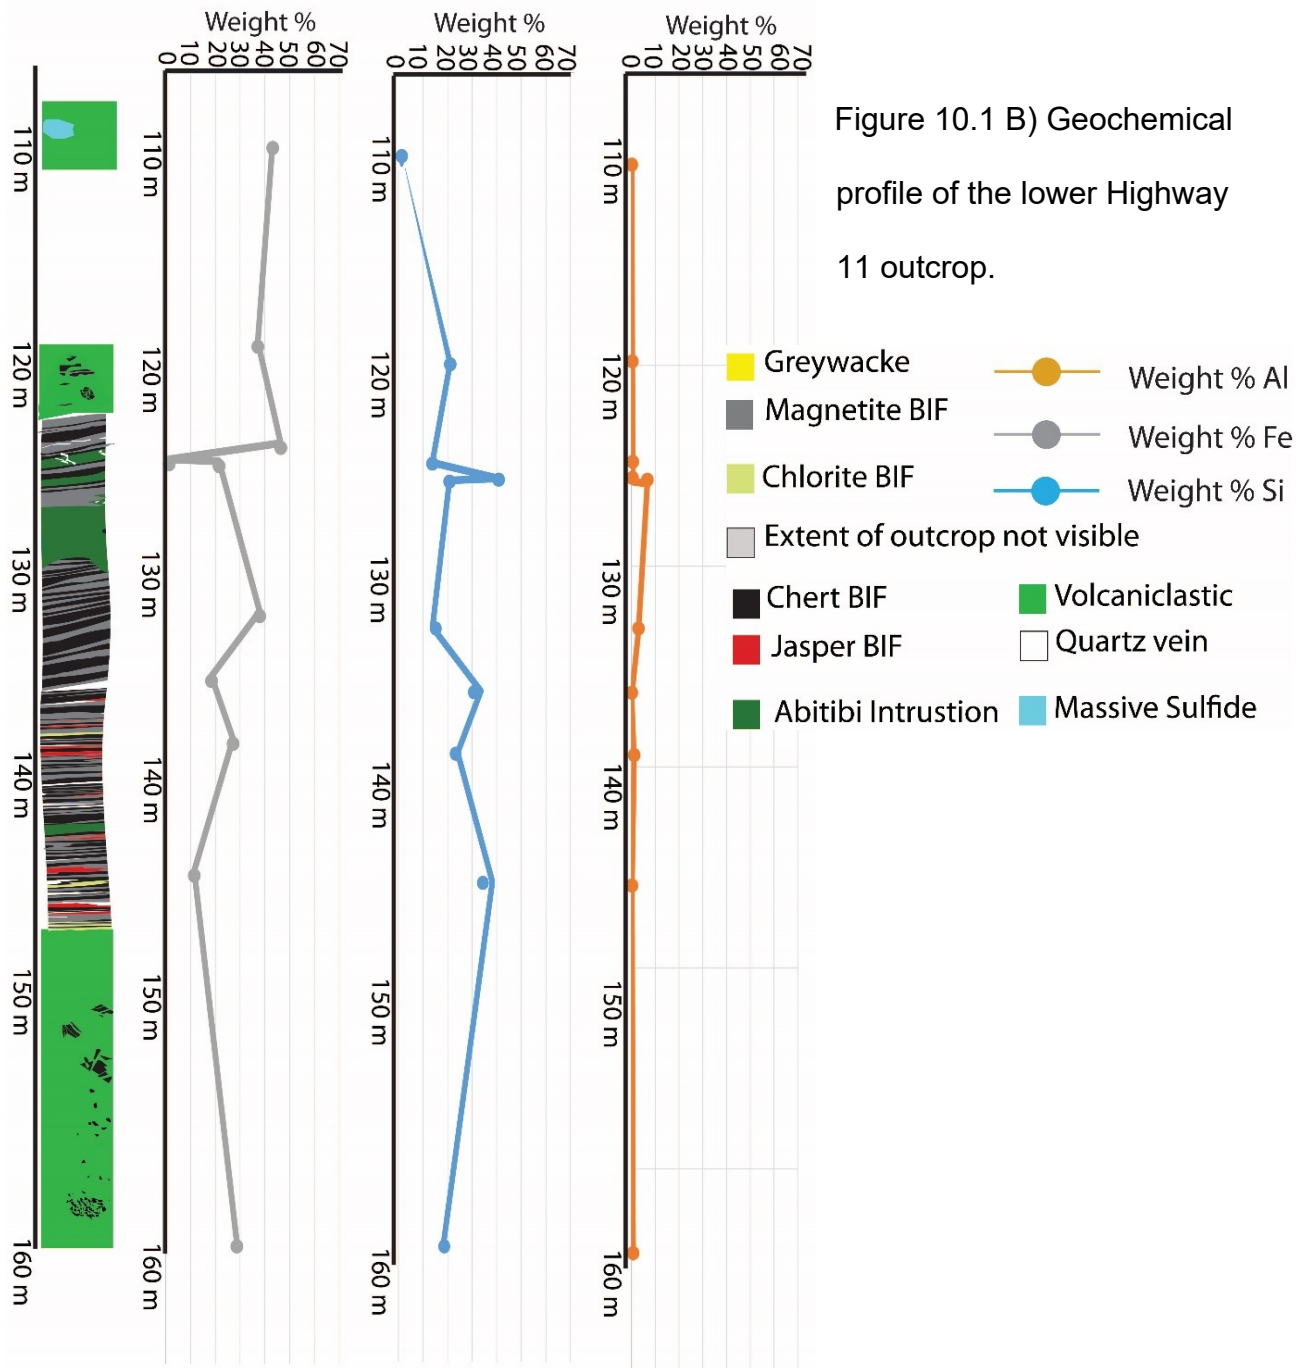 Weight %
0 10 20 30 40 50 60 70
Weight %
0 10 20 30 40 50 60 70
Weight %
0 10 20 30 40 50 60 70
110 m
120 m
130 m
140 m
150 m
160 m
110 m
120 m
130 m
140 m
150 m
160 m
110 m
120 m
130 m
140 m
150 m
160 m
110 m
120 m
130 m
140 m
150 m
160 m
Figure 10.1 B) Geochemical
profile of the lower Highway
11 outcrop.
Greywacke
Magnetite BIF
Chlorite BIF
Extent of outcrop not visible
Chert BIF
Jasper BIF
Abitibi Intrustion
Weight % Al
Weight % Fe
Weight % Si
Volcaniclastic
Quartz vein
Massive Sulfide